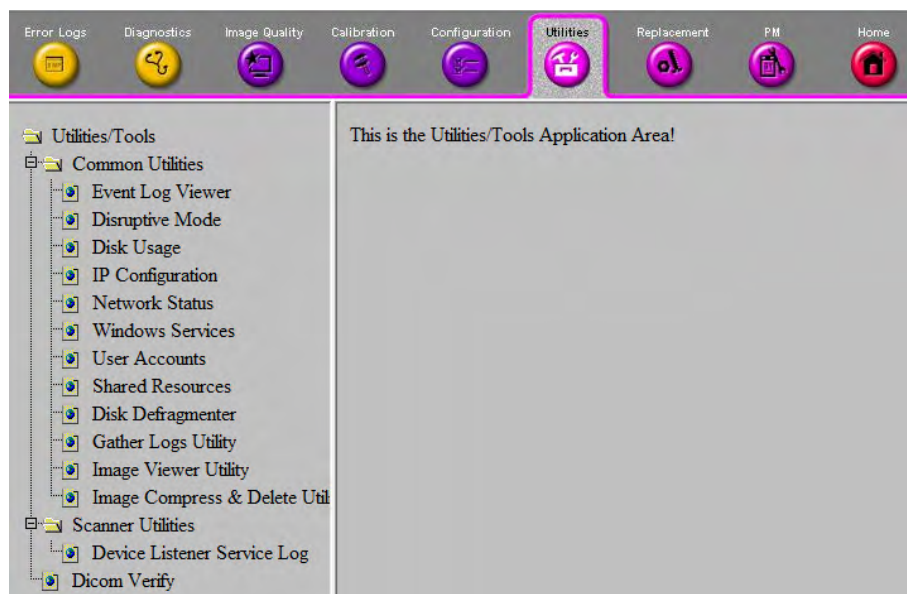 Error Logs Diagnostics Image Quality Calibration Configuration Utilities Replacement PM Home
Utilities/Tools
Common Utilities
Event Log Viewer
Disruptive Mode
Disk Usage
IP Configuration
Network Status
Windows Services
User Accounts
Shared Resources
Disk Defragmenter
Gather Logs Utility
Image Viewer Utility
Image Compress & Delete Util
Scanner Utilities
Device Listener Service Log
Dicom Verify
This is the Utilities/Tools Application Area!